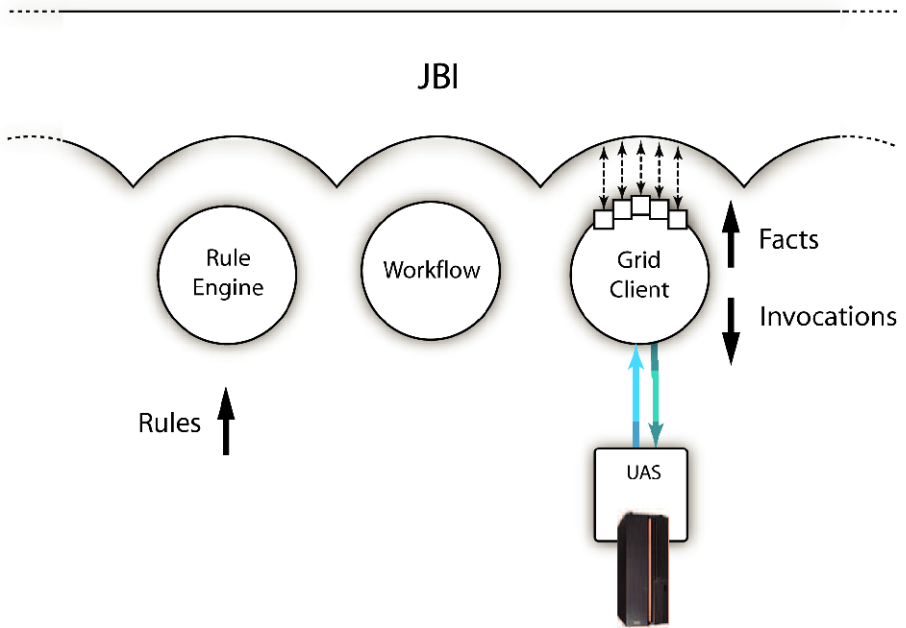 JBI
Rule
Engine
Workflow
Grid
Client
Facts
Invocations
Rules
UAS